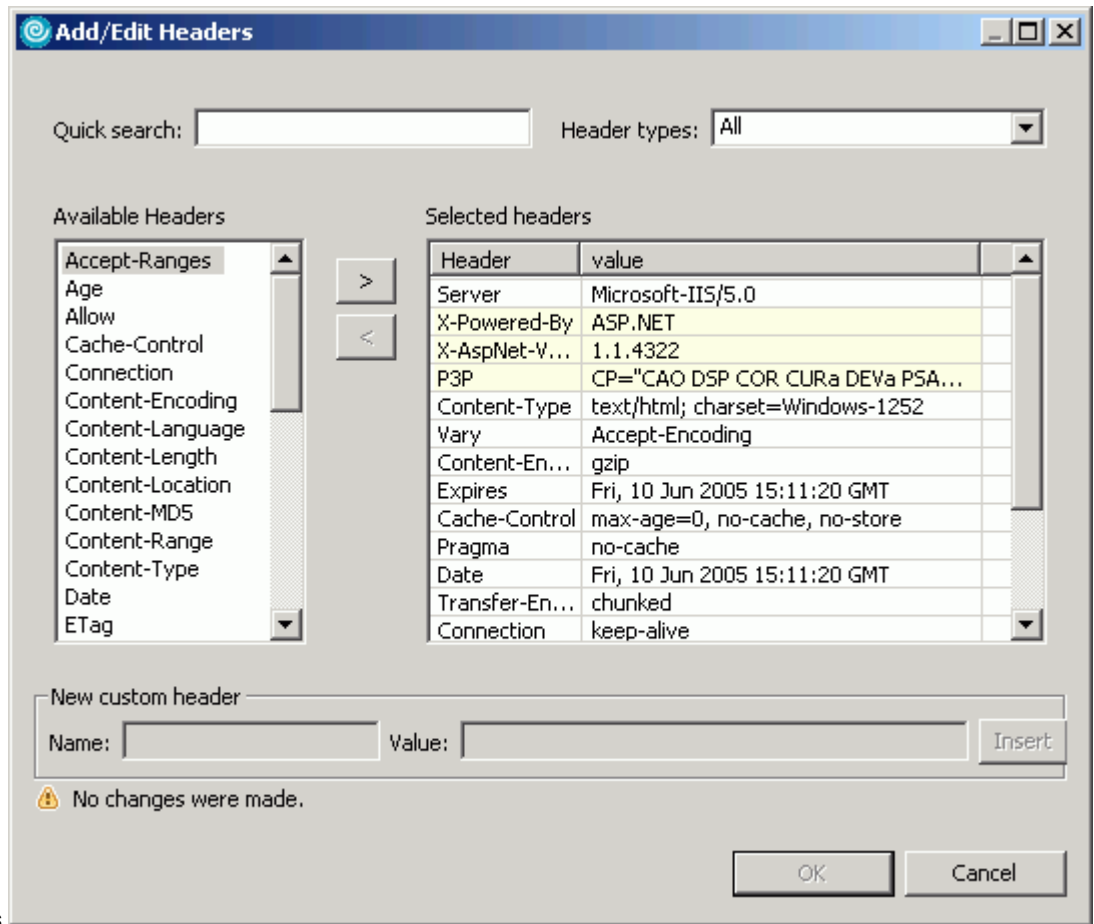 Add/Edit Headers
Quick search: Header types: All
Available Headers
Accept-Ranges
Age
Allow
Cache-Control
Connection
Content-Encoding
Content-Language
Content-Length
Content-Location
Content-MD5
Content-Range
Content-Type
Date
ETag
>
<
Selected headers
Header value
Server Microsoft-IIS/5.0
X-Powered-By ASP.NET
X-AspNet-V... 1.1.4322
P3P CP="CAO DSP COR CURa DEVa PSA...
Content-Type text/html; charset=Windows-1252
Vary Accept-Encoding
Content-En... gzip
Expires Fri, 10 Jun 2005 15:11:20 GMT
Cache-Control max-age=0, no-cache, no-store
Pragma no-cache
Date Fri, 10 Jun 2005 15:11:20 GMT
Transfer-En... chunked
Connection keep-alive
New custom header
Name: Value: Insert
No changes were made.
OK Cancel